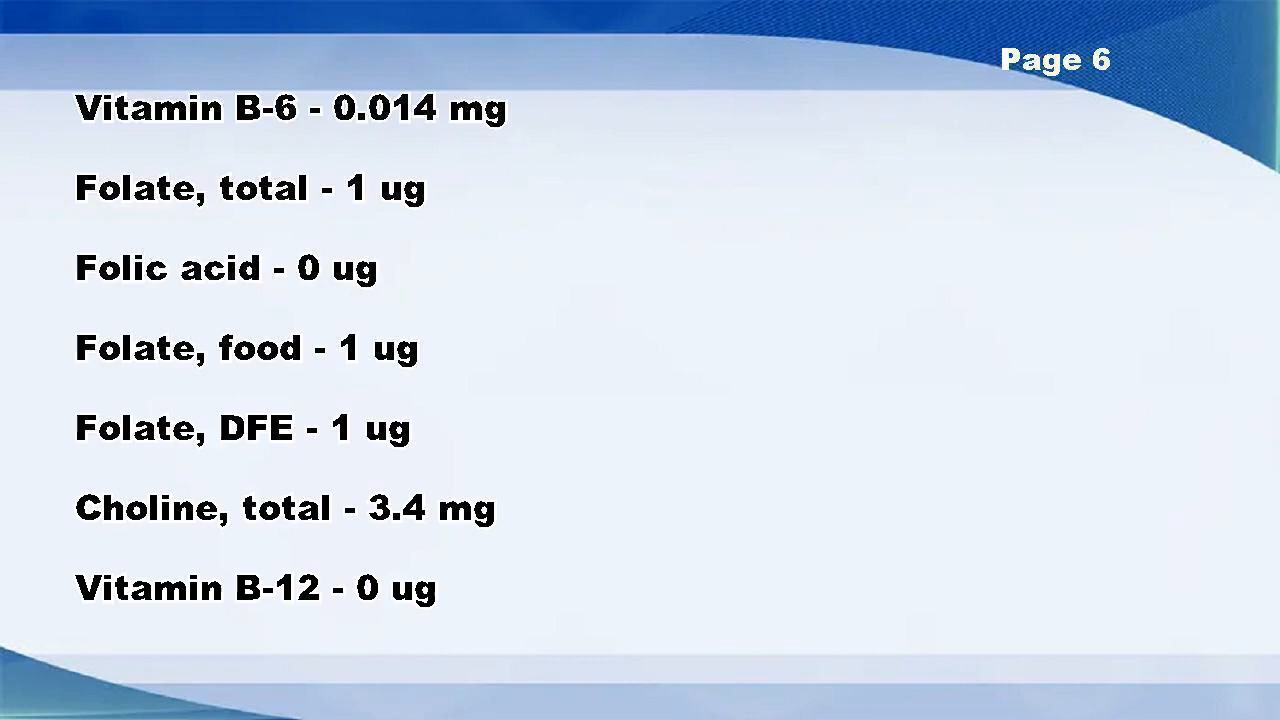 Page 6
Vitamin B-6 - 0.014 mg
Folate, total - 1 ug
Folic acid - 0 ug
Folate, food - 1 ug
Folate, DFE - 1 ug
Choline, total - 3.4 mg
Vitamin B-12 - 0 ug